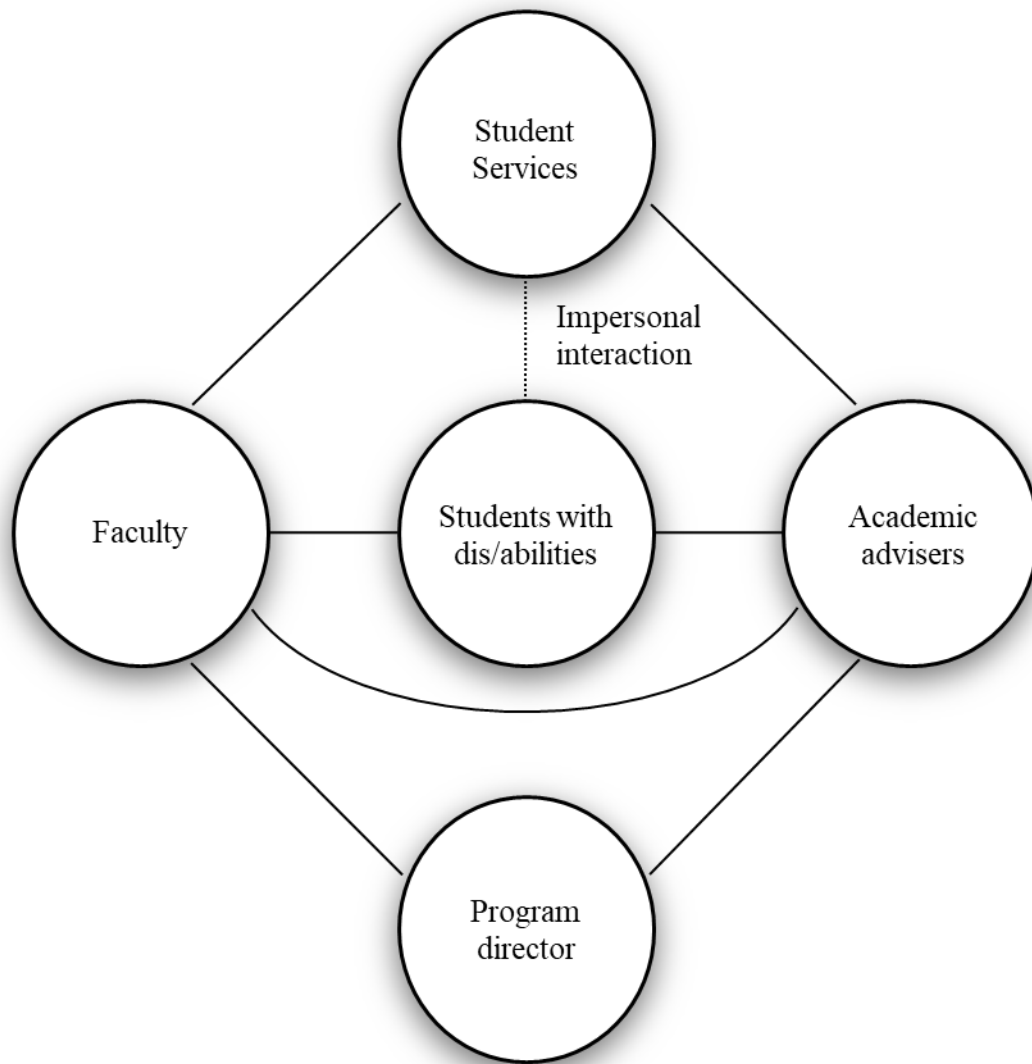 Student
Services
Impersonal
interaction
Faculty
Students with
dis/abilities
Academic
advisers
Program
director